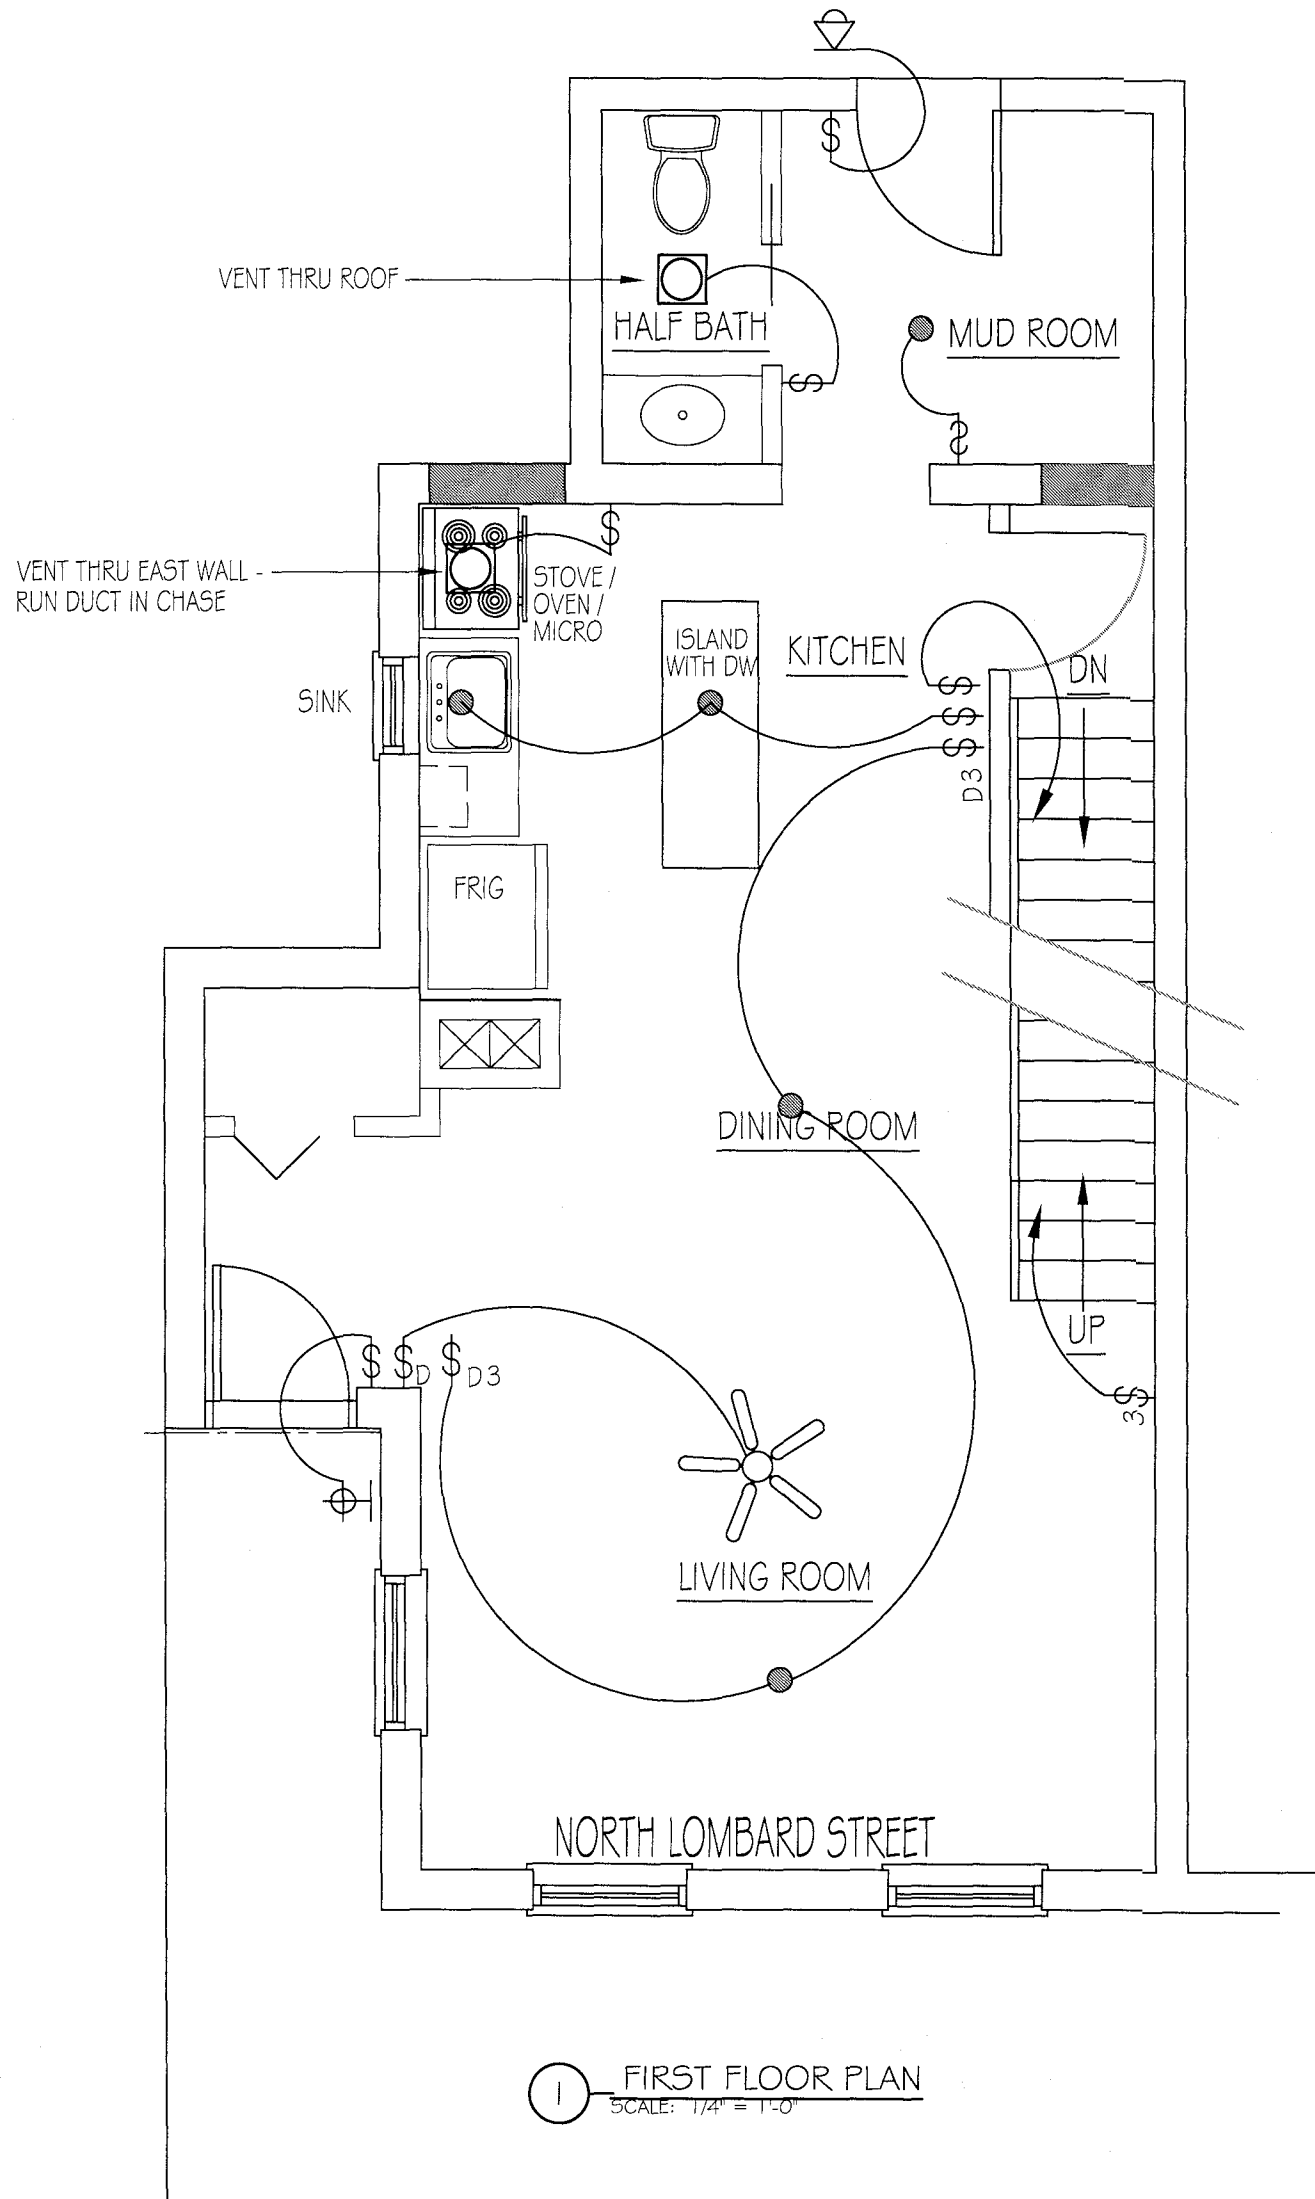 $
VENT THRU ROOF
HALF BATH
MUD ROOM
$
$
$
VENT THRU EAST WALL -
RUN DUCT IN CHASE
STOVE /
OVEN /
MICRO
ISLAND
WITH DW
KITCHEN
DN
SINK
$
$
$
D3
FRIG
DINING ROOM
UP
$ $D $D3
$3
LIVING ROOM
NORTH LOMBARD STREET
1
FIRST FLOOR PLAN
SCALE: 1/4" = 1'-0"